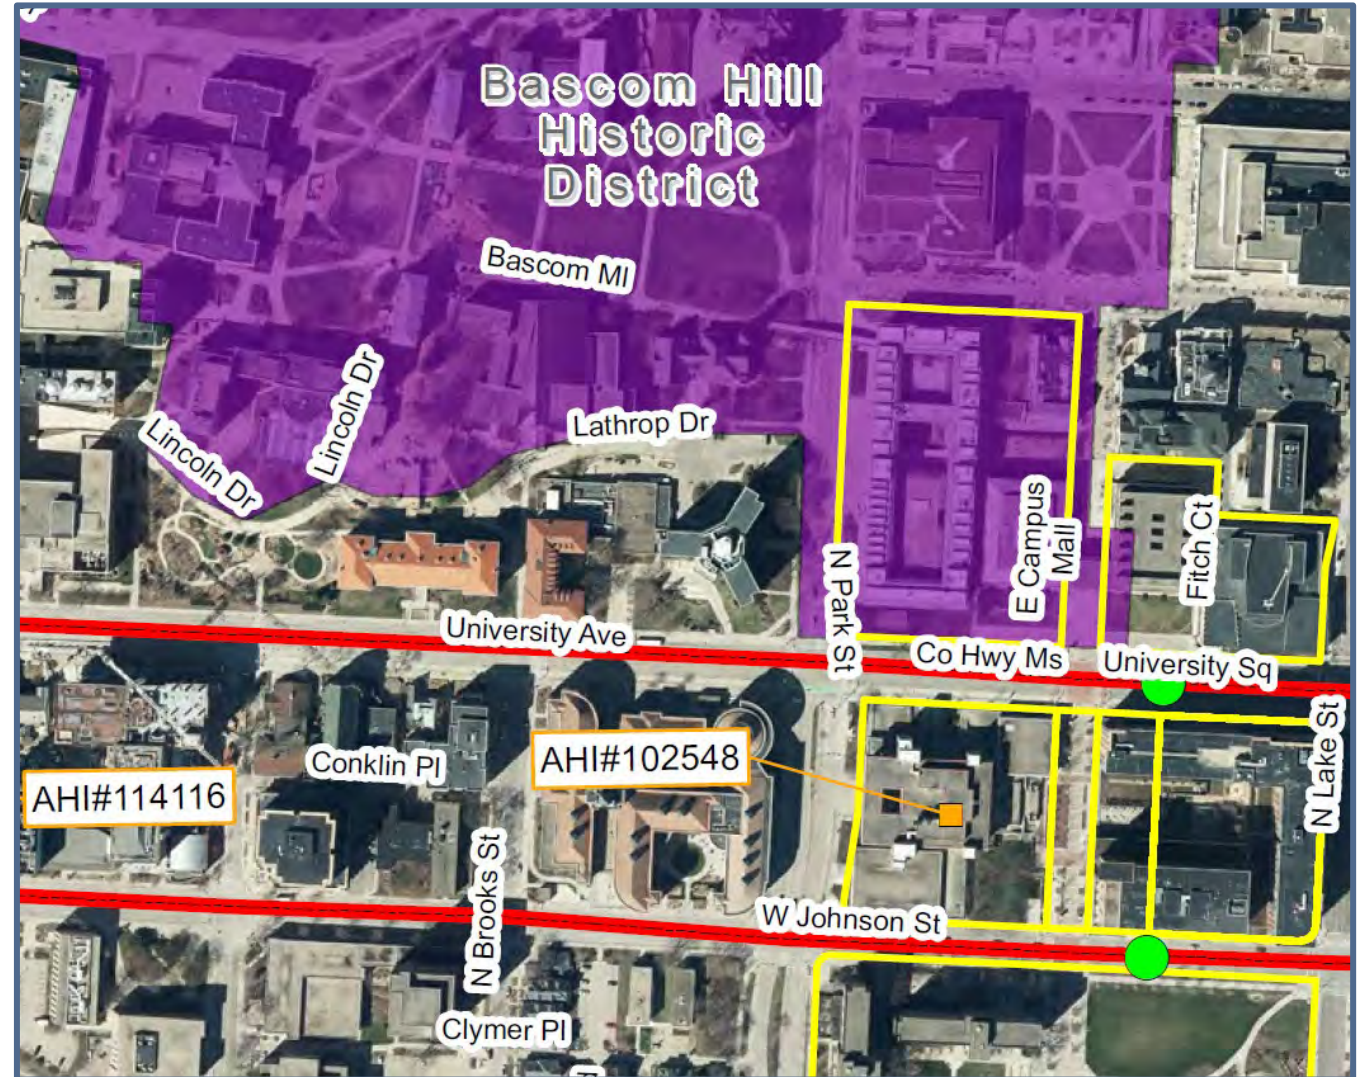 Bascom Hill
Historic
District
Bascom Ml
Lincoln Dr
Lincoln Dr
Lathrop Dr
N Park St
E Campus
Mall
Fitch Ct
University Ave
Co Hwy Ms
University Sq
N Lake St
Conklin Pl
AHI#102548
AHI#114116
N Brooks St
W Johnson St
Clymer Pl